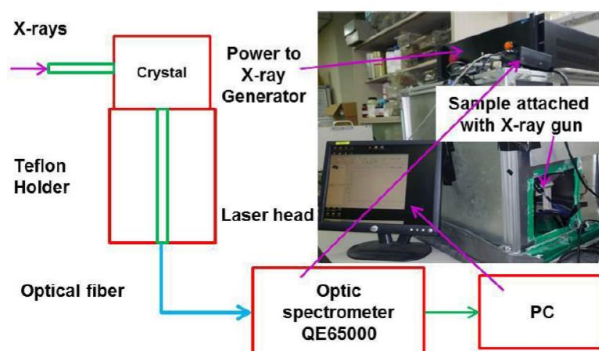 X-rays
Crystal
Power to
X-ray
Generator
Sample attached
with X-ray gun
Teflon
Holder
Laser head
Optical fiber
Optic
spectrometer
QE65000
PC